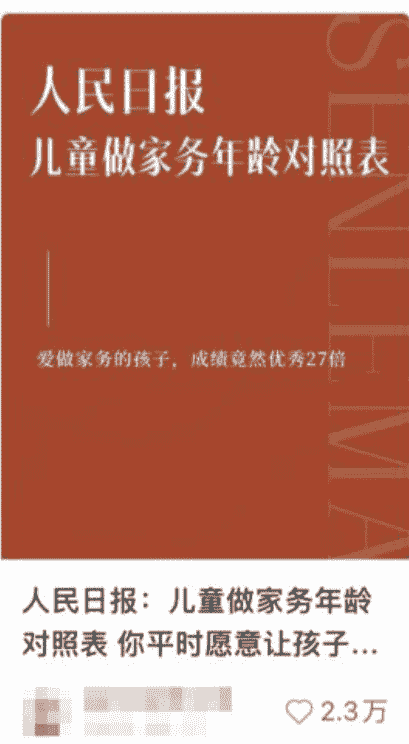 人民日报
儿童做家务年龄对照表
爱做家务的孩子，成绩竟然优秀27倍
SENLEMA
人民日报：儿童做家务年龄
对照表 你平时愿意让孩子...
2.3万